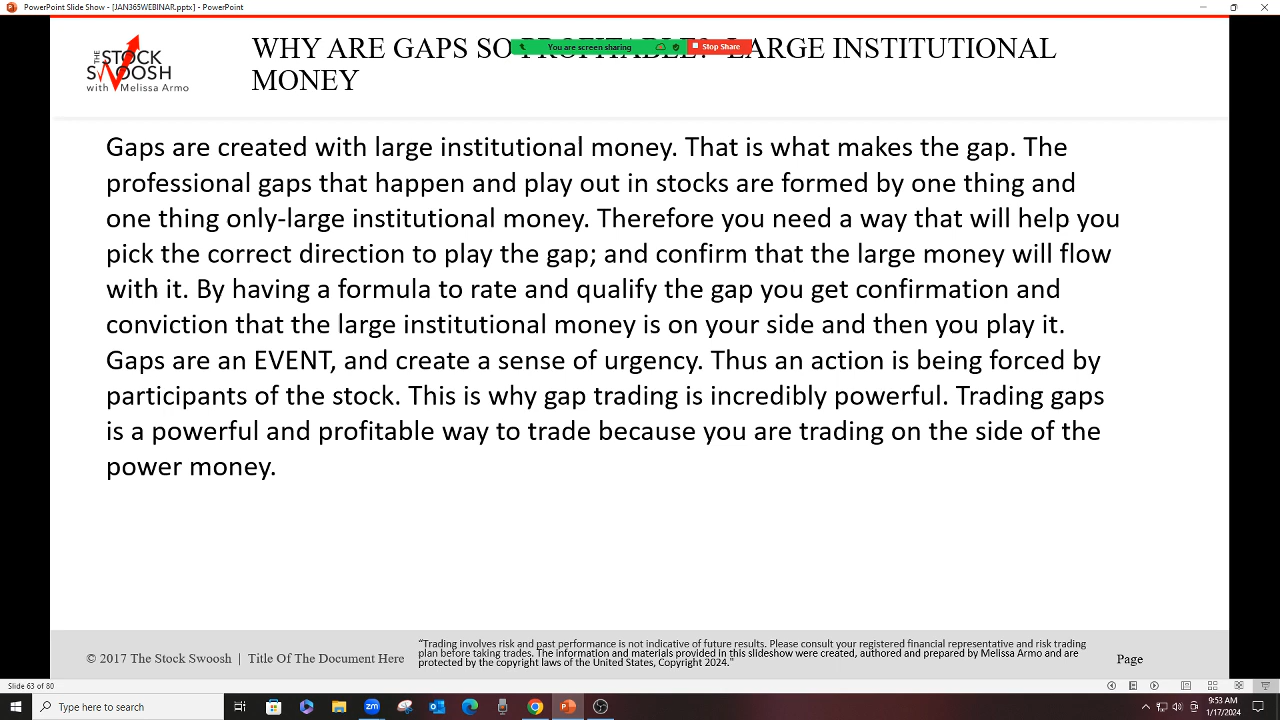 PowerPoint Slide Show - [JAN365WEBINAR.pptx] - PowerPoint
You are screen sharing
Stop Share
THE
STOCK
SWOOSH
with Melissa Armo
WHY ARE GAPS SO PROFITABLE? LARGE INSTITUTIONAL
MONEY
Gaps are created with large institutional money. That is what makes the gap. The
professional gaps that happen and play out in stocks are formed by one thing and
one thing only-large institutional money. Therefore you need a way that will help you
pick the correct direction to play the gap; and confirm that the large money will flow
with it. By having a formula to rate and qualify the gap you get confirmation and
conviction that the large institutional money is on your side and then you play it.
Gaps are an EVENT, and create a sense of urgency. Thus an action is being forced by
participants of the stock. This is why gap trading is incredibly powerful. Trading gaps
is a powerful and profitable way to trade because you are trading on the side of the
power money.
© 2017 The Stock Swoosh | Title Of The Document Here
"Trading involves risk and past performance is not indicative of future results. Please consult your registered financial representative and risk trading
plan before taking trades. The information and materials provided in this slideshow were created, authored and prepared by Melissa Armo and are
protected by the copyright laws of the United States, Copyright 2024."
Page
Slide 63 of 80
Type here to search
9:53 AM
1/17/2024